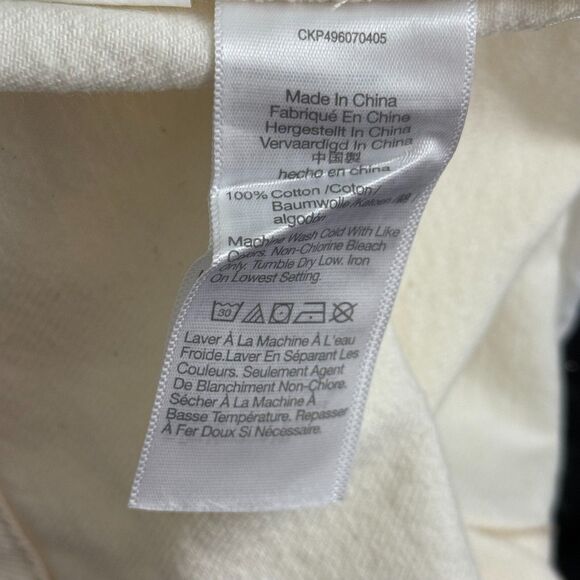 CKP496070405
Made In China
Fabriqué En Chine
Hergestellt In China
Vervaardigd In China
中国製
hecho en china
100% Cotton /Coton/
Baumwolle/Katoen/綿
algodón
Machine Wash Cold With Like
Colors. Non-Chlorine Bleach
Only. Tumble Dry Low. Iron
On Lowest Setting.
30
Laver À La Machine À L'eau
Froide.Laver En Séparant Les
Couleurs. Seulement Agent
De Blanchiment Non-Chlore.
Sécher À La Machine À
Basse Température. Repasser
À Fer Doux Si Nécessaire.